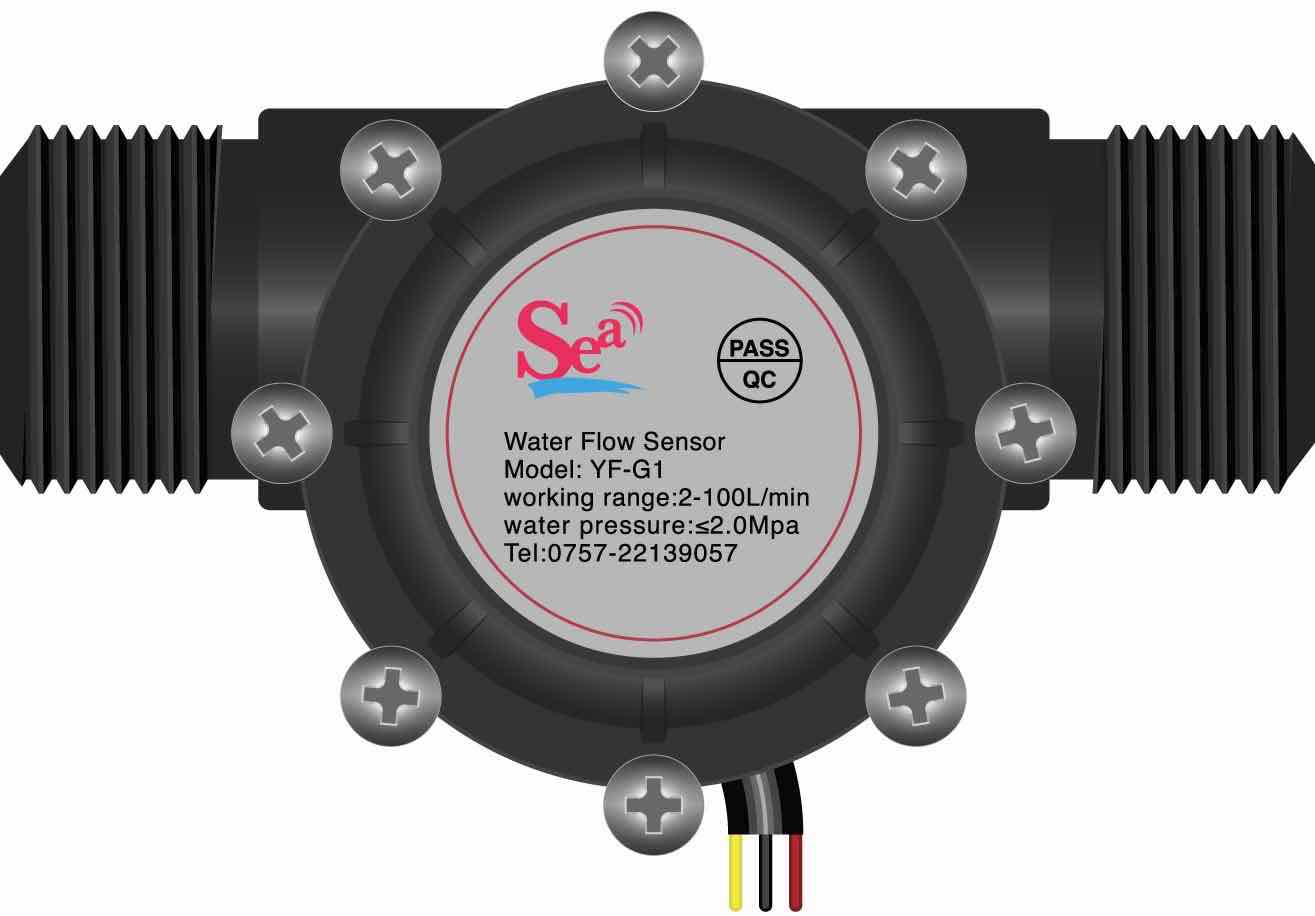 Sea
PASS
QC
Water Flow Sensor
Model: YF-G1
working range:2-100L/min
water pressure:≤2.0Mpa
Tel:0757-22139057